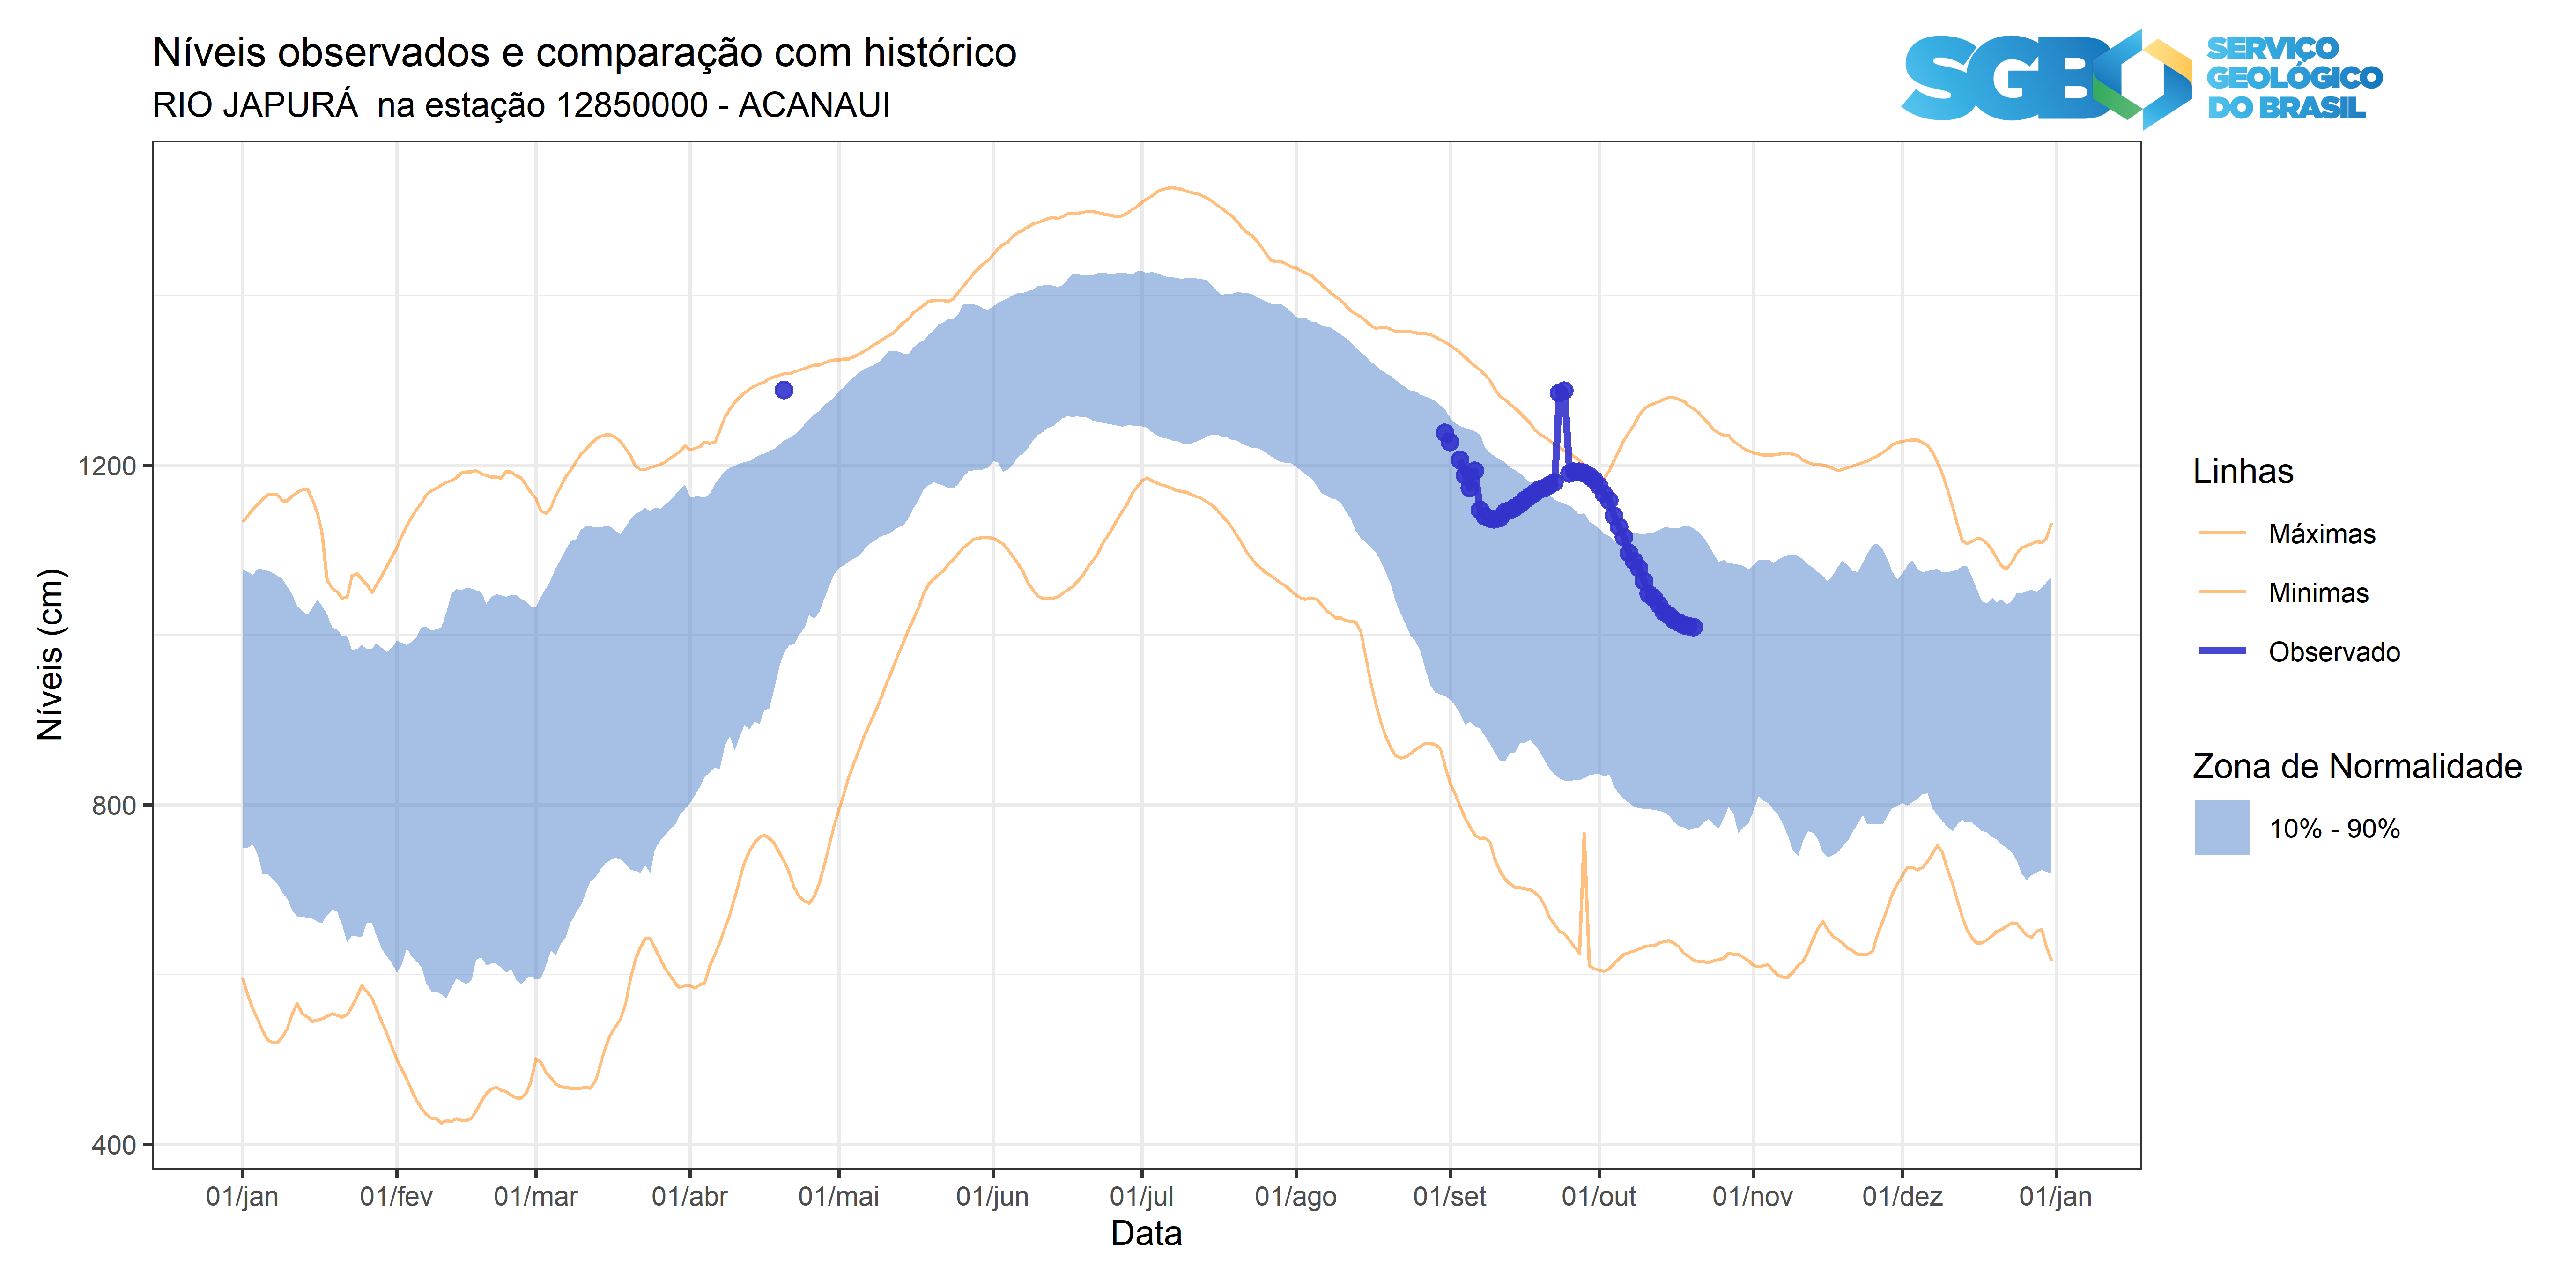 Níveis observados e comparação com histórico
RIO JAPURÁ  na estação 12850000 - ACANAUI
SGB
SERVIÇO
GEOLÓGICO
DO BRASIL
Níveis (cm)
1200
800
400
01/jan 01/fev 01/mar 01/abr 01/mai 01/jun 01/jul 01/ago 01/set 01/out 01/nov 01/dez 01/jan
Data
Linhas
Máximas
Minimas
Observado
Zona de Normalidade
10% - 90%